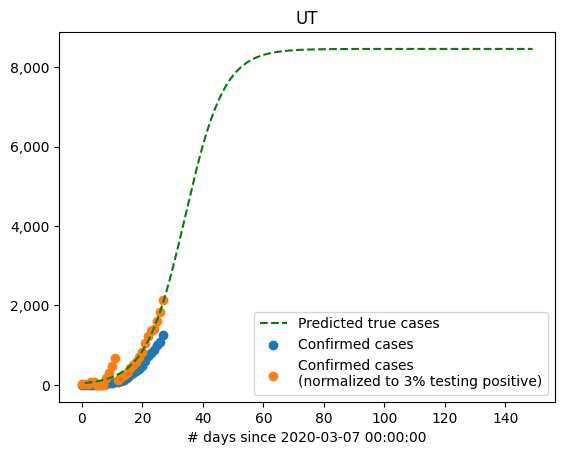 UT
8,000
6,000
4,000
2,000
0
Predicted true cases
Confirmed cases
Confirmed cases
(normalized to 3% testing positive)
0 20 40 60 80 100 120 140
# days since 2020-03-07 00:00:00